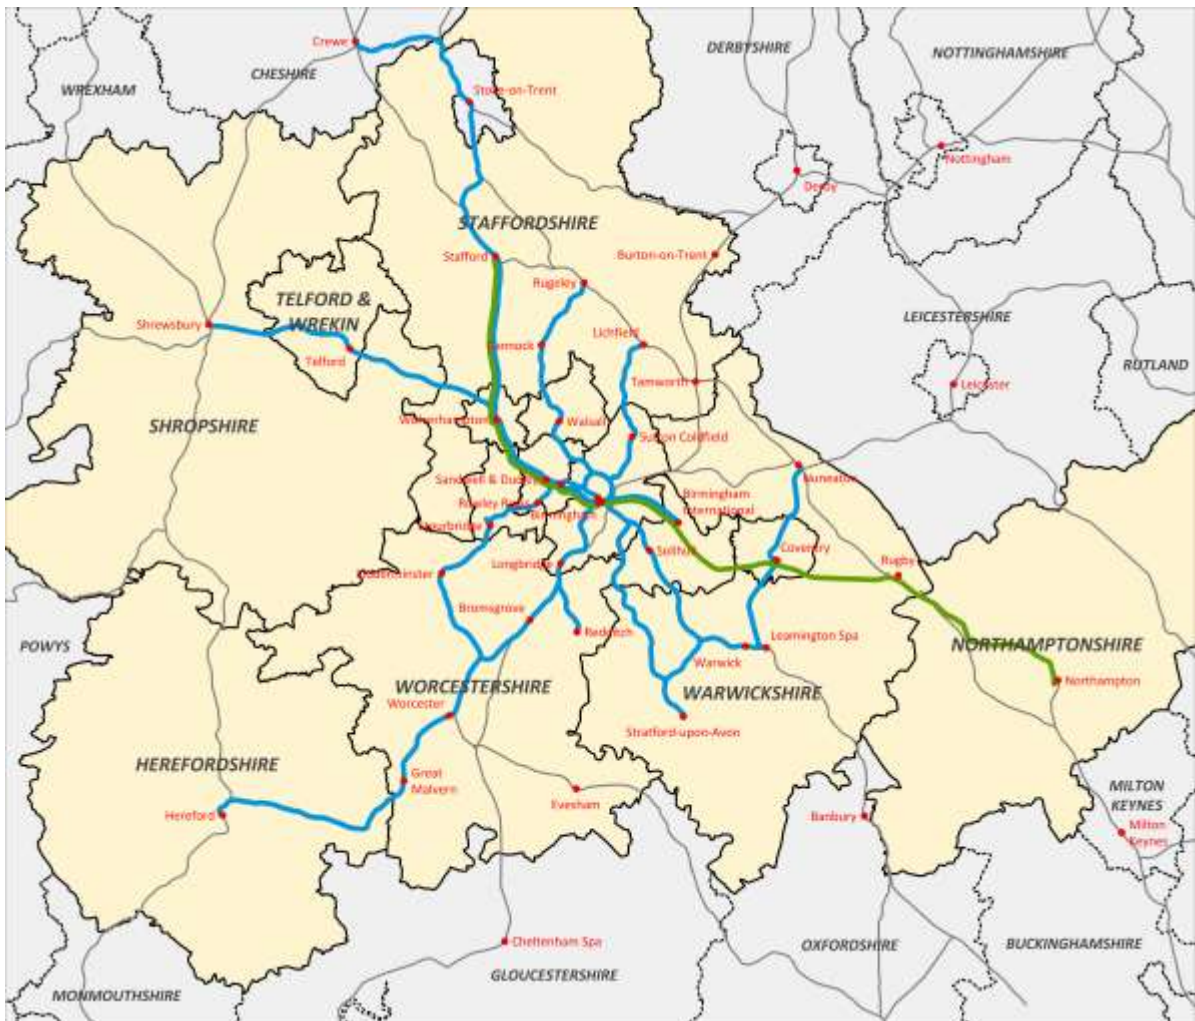 Crewe
DERBYSHIRE
NOTTINGHAMSHIRE
CHESHIRE
WREXHAM
Stoke-on-Trent
Nottingham
Derby
STAFFORDSHIRE
Stafford
Burton-on-Trent
Rugeley
TELFORD &
WREKIN
Shrewsbury
LEICESTERSHIRE
Lichfield
Cannock
Telford
RUTLAND
Tamworth
Leicester
Wolverhampton
Walsall
SHROPSHIRE
Sutton Coldfield
Sandwell & Dudley
Nuneaton
Birmingham
International
Rowley Regis
Birmingham
Stourbridge
Solihull
Coventry
Rugby
Longbridge
Kidderminster
Bromsgrove
Redditch
Leamington Spa
POWYS
NORTHAMPTONSHIRE
Warwick
Northampton
WORCESTERSHIRE
WARWICKSHIRE
Worcester
Stratford-upon-Avon
HEREFORDSHIRE
Great
Malvern
MILTON
KEYNES
Evesham
Hereford
Banbury
Milton
Keynes
Cheltenham Spa
OXFORDSHIRE
BUCKINGHAMSHIRE
GLOUCESTERSHIRE
MONMOUTHSHIRE